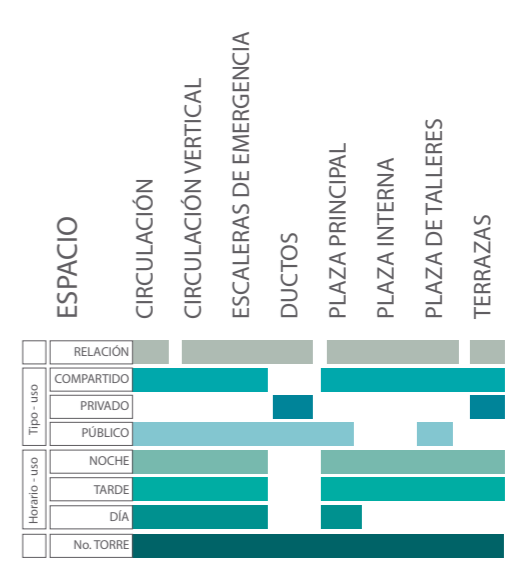 ESPACIO
CIRCULACIÓN
CIRCULACIÓN VERTICAL
ESCALERAS DE EMERGENCIA
DUCTOS
PLAZA PRINCIPAL
PLAZA INTERNA
PLAZA DE TALLERES
TERRAZAS
RELACIÓN
Tipo - uso
COMPARTIDO
PRIVADO
PÚBLICO
Horario - uso
NOCHE
TARDE
DÍA
No. TORRE